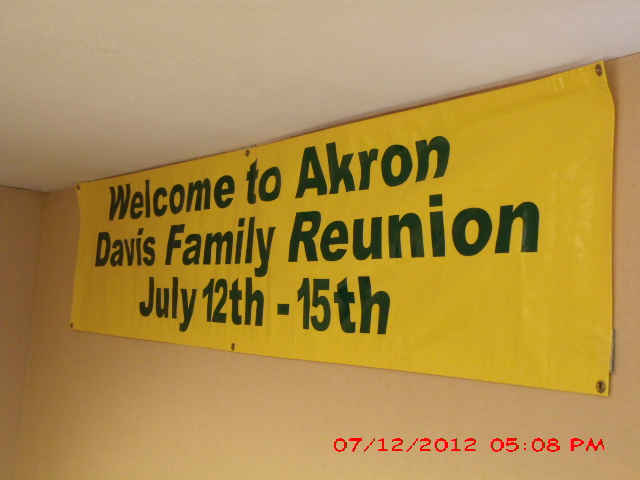 Welcome to Akron
Davis Family Reunion
July 12th - 15th
07/12/2012 05:08 PM